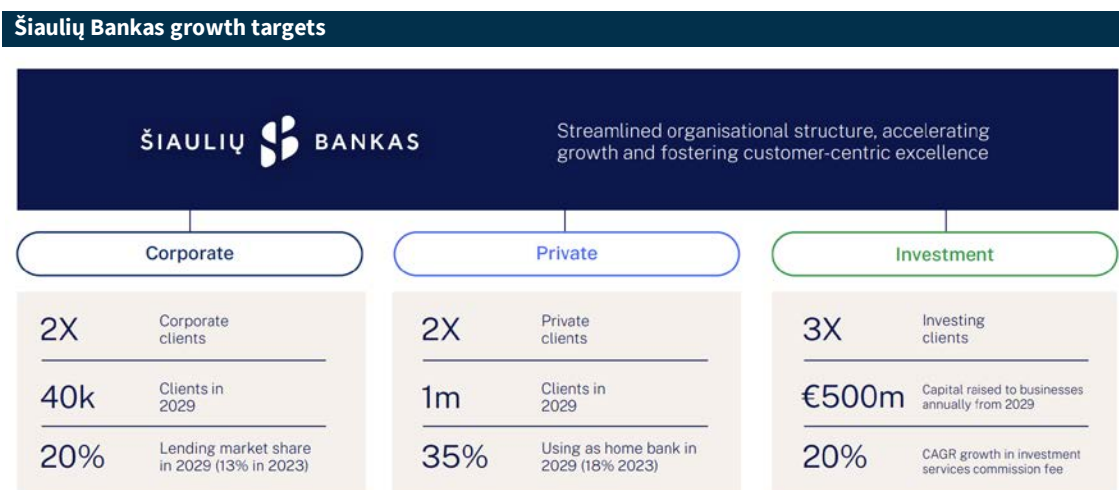 Šiaulių Bankas growth targets
ŠIAULIŲ BANKAS
Streamlined organisational structure, accelerating
growth and fostering customer-centric excellence
Corporate
2X
Corporate
clients
40k
Clients in
2029
20%
Lending market share
in 2029 (13% in 2023)
Private
2X
Private
clients
1m
Clients in
2029
35%
Using as home bank in
2029 (18% 2023)
Investment
3X
Investing
clients
€500m
Capital raised to businesses
annually from 2029
20%
CAGR growth in investment
services commission fee